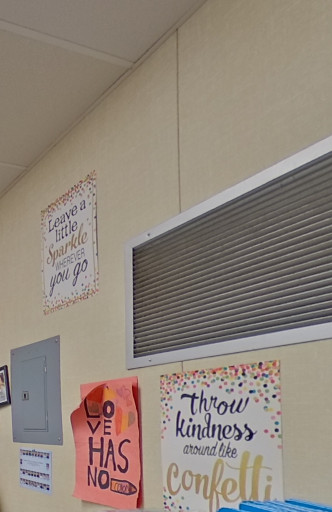 Leave a
little
Sparkle
WHEREVER
you go
LOVE
HAS
NO
Throw
kindness
around like
Confetti